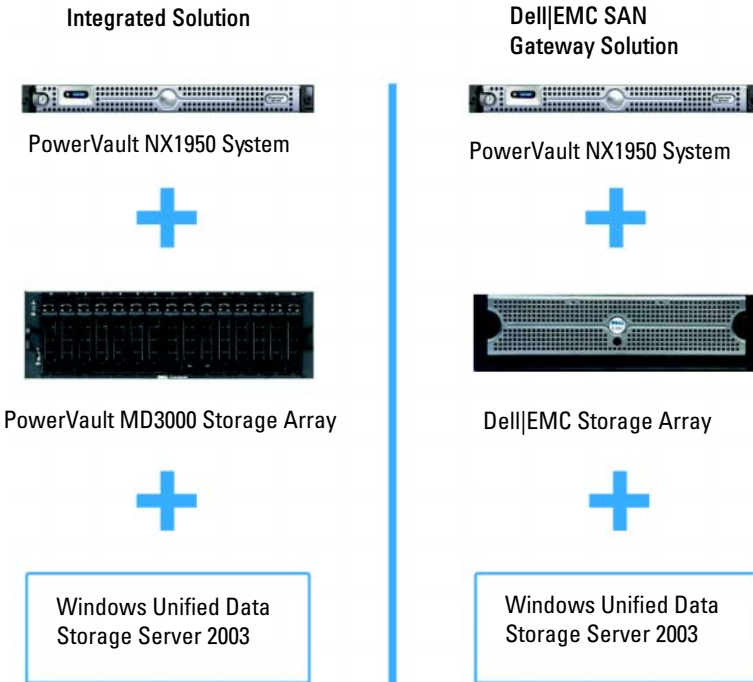 Integrated Solution
PowerVault NX1950 System
PowerVault MD3000 Storage Array
Windows Unified Data
Storage Server 2003
Dell|EMC SAN
Gateway Solution
PowerVault NX1950 System
Dell|EMC Storage Array
Windows Unified Data
Storage Server 2003